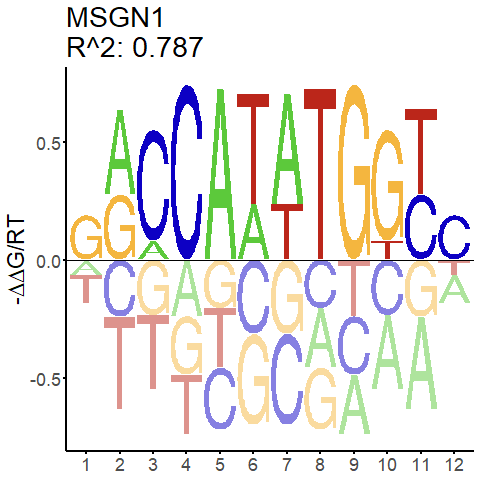 MSGN1
R^2: 0.787
-ΔΔG/RT
0.5
0.0
-0.5
G A C C A T A T G G T C
G A A T T C
A C G A G C G C T C G T
T T T G T G C A C A A A
T C G A
1 2 3 4 5 6 7 8 9 10 11 12